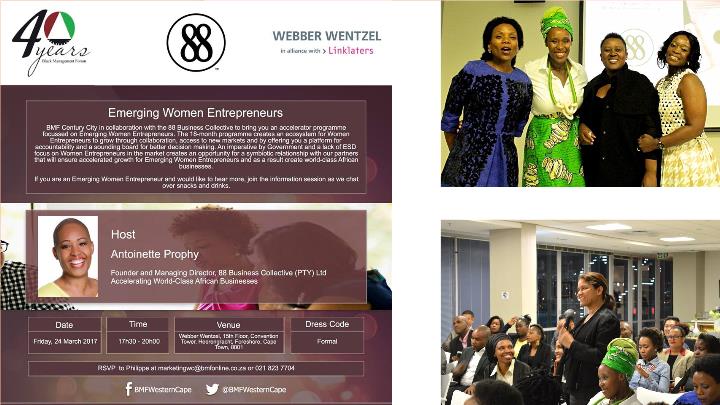 40
years
Black Management Forum
88
WEBBER WENTZEL
in alliance with > Linklaters
Emerging Women Entrepreneurs
BMF Century City in collaboration with the 88 Business Collective to bring you an accelerator programme
focussed on Emerging Women Entrepreneurs. The 18-month programme creates an ecosystem for Women
Entrepreneurs to grow through collaboration, access to new markets and by offering you a platform for
accountability and a sounding board for better decision making. An imperative by Government and a lack of ESD
focus on Women Entrepreneurs in the market creates an opportunity for a symbiotic relationship with our partners
that will ensure accelerated growth for Emerging Women Entrepreneurs and as a result create world-class African
businesses.
If you are an Emerging Women Entrepreneur and would like to hear more, join the information session as we chat
over snacks and drinks.
Host
Antoinette Prophy
Founder and Managing Director, 88 Business Collective (PTY) Ltd
Accelerating World-Class African Businesses
Date
Time
Venue
Dress Code
Friday, 24 March 2017
17h30 - 20h00
Webber Wentzel, 15th Floor, Convention
Tower, Heerengracht, Foreshore, Cape
Town, 8001
Formal
RSVP to Philippe at marketingwc@bmfonline.co.za or 021 823 7704
BMFWesternCape
@BMFWesternCape